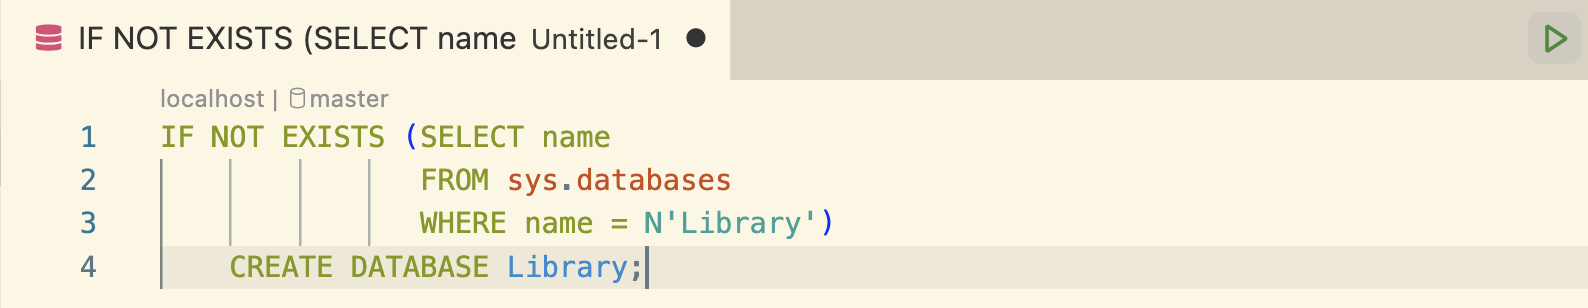 IF NOT EXISTS (SELECT name Untitled-1
localhost | master
1 IF NOT EXISTS (SELECT name
2 FROM sys.databases
3 WHERE name = N'Library')
4 CREATE DATABASE Library;